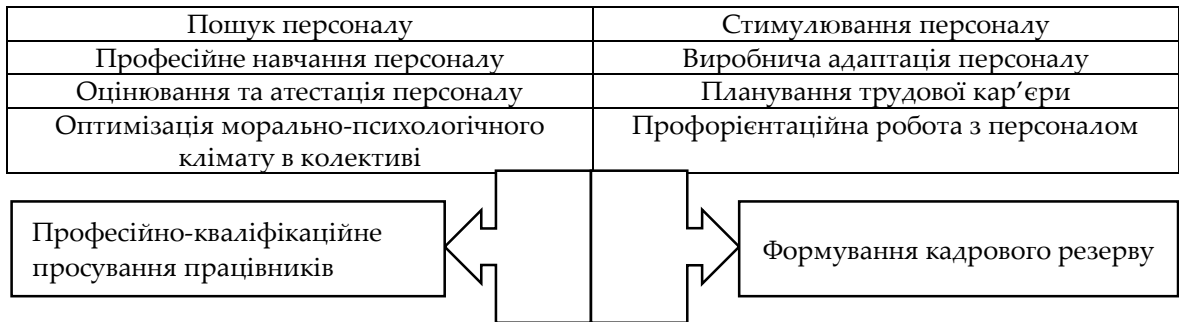 Пошук персоналу
Стимулювання персоналу
Професійне навчання персоналу
Виробнича адаптація персоналу
Оцінювання та атестація персоналу
Планування трудової кар’єри
Оптимізація морально-психологічного
клімату в колективі
Профорієнтаційна робота з персоналом
Професійно-кваліфікаційне
просування працівників
Формування кадрового резерву